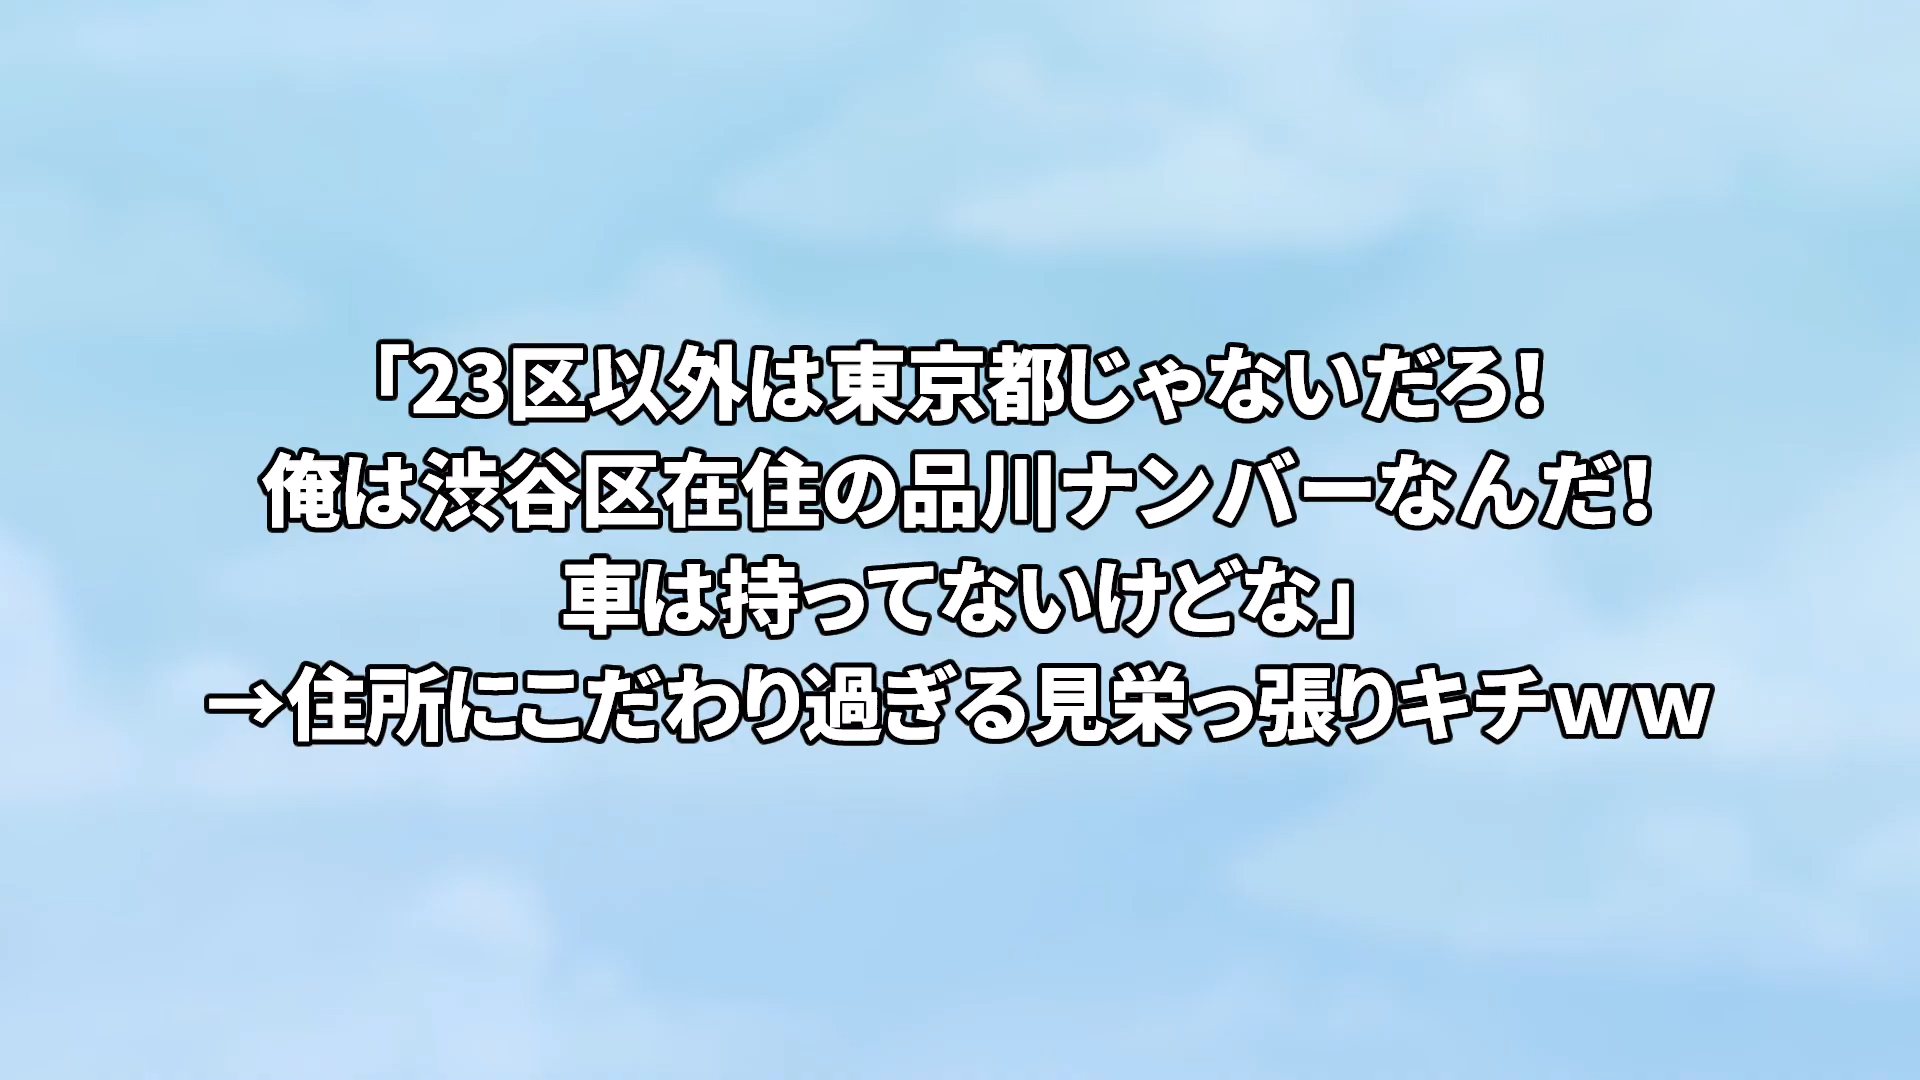 「23区以外は東京都じゃないだろ！
俺は渋谷区在住の品川ナンバーなんだ！
車は持ってないけどな」
→住所にこだわり過ぎる見栄っ張りキチｗｗ